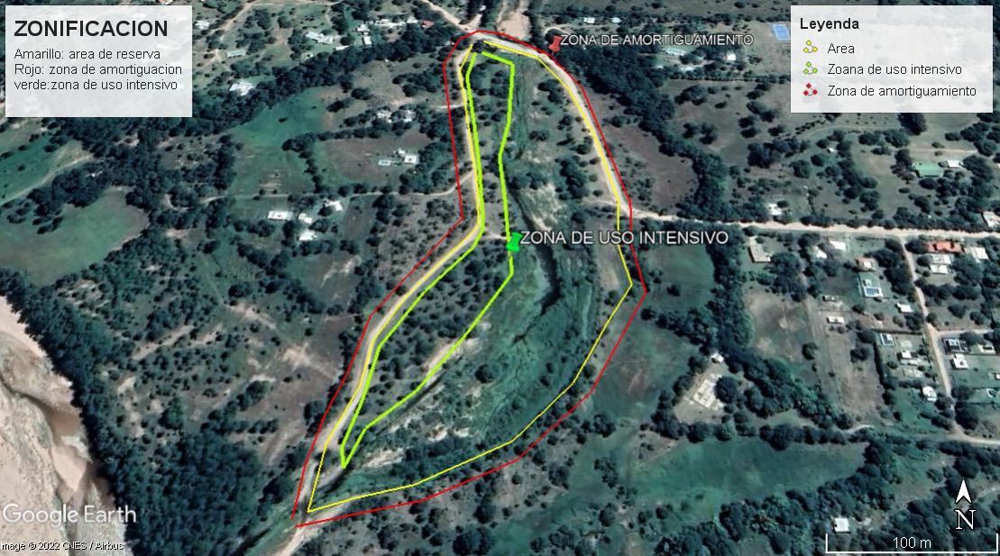 ZONIFICACION
Amarillo: area de reserva
Rojo: zona de amortiguacion
verde:zona de uso intensivo
Leyenda
Area
Zoana de uso intensivo
Zona de amortiguamiento
ZONA DE AMORTIGUAMIENTO
ZONA DE USO INTENSIVO
Google Earth
mage © 2022 CNES / Airbus
N
100 m